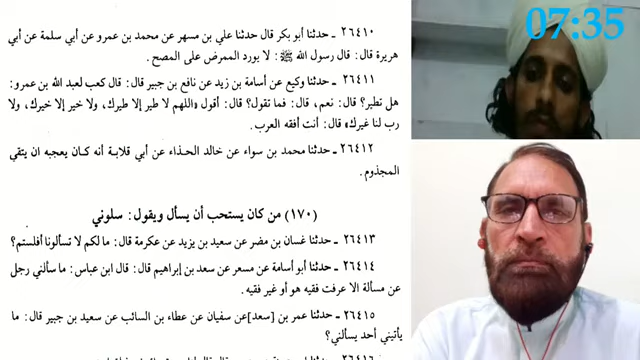 ٢٦٤١٠ ـ حدثنا أبو بكر قال حدثنا علي بن مسهر عن محمد بن عمرو عن أبي سلمة عن أبي
هريرة قال: قال رسول الله ﷺ: لا يورد الممرض على المصح.
٢٦٤١١ ـ حدثنا وكيع عن أسامة بن زيد عن نافع بن جبير قال: قال كعب لعبد الله بن عمرو:
هل تطير؟ قال: نعم، قال: فما تقول؟ قال: أقول «اللهم لا طير إلا طيرك، ولا خير إلا خيرك، ولا
رب لنا غيرك» قال: أنت أفقه العرب.
٢٦٤١٢ ـ حدثنا محمد بن سواء عن خالد الحذاء عن أبي قلابة أنه كان يعجبه ان يتقي
المجذوم.
(١٧٠) من كان يستحب أن يسأل ويقول: سلوني
٢٦٤١٣ ـ حدثنا غسان بن مضر عن سعيد بن يزيد عن عكرمة قال: ما لكم لا تسألونا أفلستم؟
٢٦٤١٤ ـ حدثنا أبو أسامة عن مسعر عن سعد بن إبراهيم قال: قال ابن عباس: ما سألني رجل
عن مسألة الا عرفت فقيه هو أو غير فقيه.
٢٦٤١٥ ـ حدثنا عمر بن [سعد]عن سفيان عن عطاء بن السائب عن سعيد بن جبير قال: ما
يأتيني أحد يسألني؟
07:35